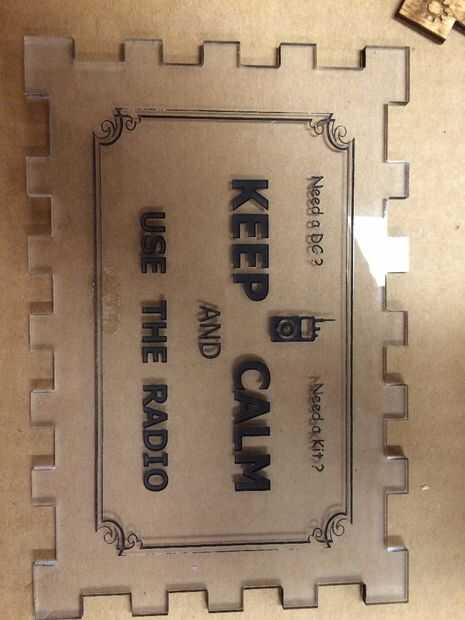 Need a DC? Need a Kit?
KEEP CALM
AND
USE THE RADIO